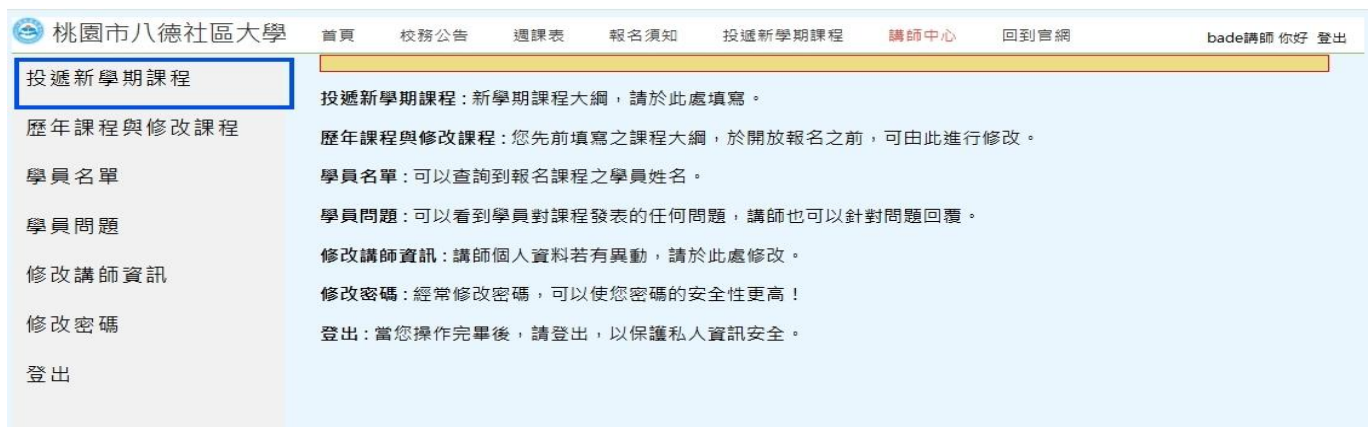 桃園市八德社區大學 首頁 校務公告 週課表 報名須知 投遞新學期課程 講師中心 回到官網 bade講師 你好 登出
投遞新學期課程
歷年課程與修改課程
學員名單
學員問題
修改講師資訊
修改密碼
登出
投遞新學期課程:新學期課程大綱,請於此處填寫。
歷年課程與修改課程:您先前填寫之課程大綱,於開放報名之前,可由此進行修改。
學員名單:可以查詢到報名課程之學員姓名。
學員問題:可以看到學員對課程發表的任何問題,講師也可以針對問題回覆。
修改講師資訊:講師個人資料若有異動,請於此處修改。
修改密碼:經常修改密碼,可以使您密碼的安全性更高!
登出:當您操作完畢後,請登出,以保護私人資訊安全。